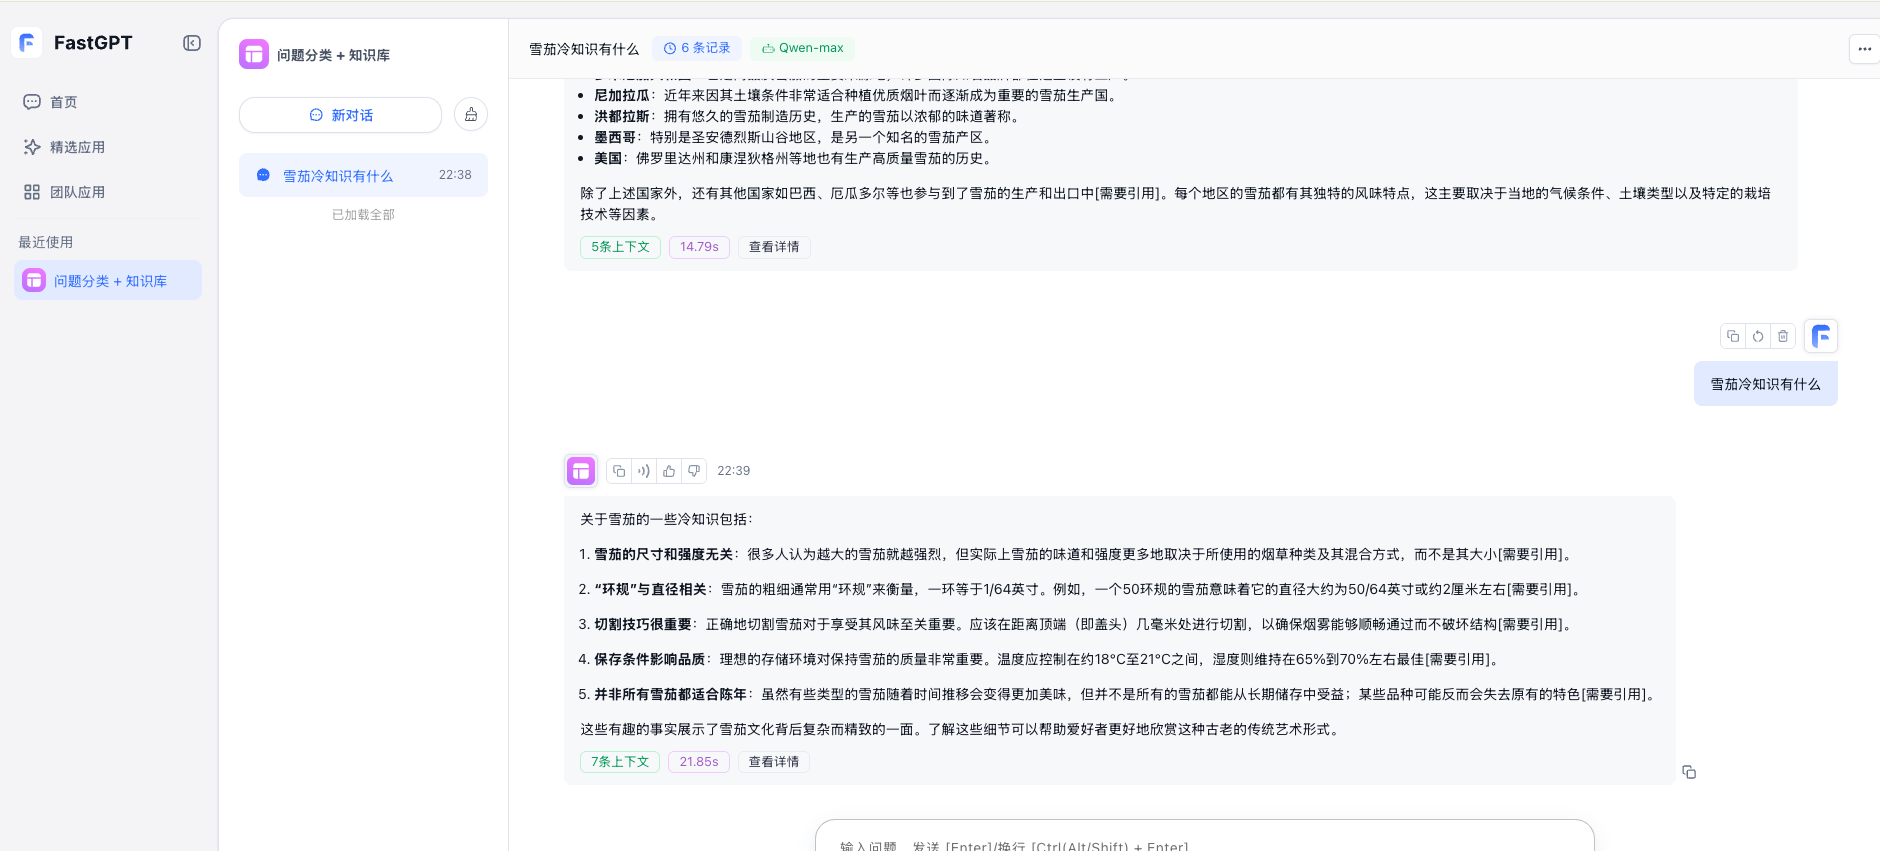 FastGPT
首页
精选应用
团队应用
最近使用
问题分类 + 知识库
问题分类 + 知识库
新对话
雪茄冷知识有什么 22:38
已加载全部
雪茄冷知识有什么 6 条记录 Qwen-max
尼加拉瓜：近年来因其土壤条件非常适合种植优质烟叶而逐渐成为重要的雪茄生产国。
洪都拉斯：拥有悠久的雪茄制造历史，生产的雪茄以浓郁的味道著称。
墨西哥：特别是圣安德烈斯山谷地区，是另一个知名的雪茄产区。
美国：佛罗里达州和康涅狄格州等地也有生产高质量雪茄的历史。
除了上述国家外，还有其他国家如巴西、厄瓜多尔等也参与到了雪茄的生产和出口中[需要引用]。每个地区的雪茄都有其独特的风味特点，这主要取决于当地的气候条件、土壤类型以及特定的栽培
技术等因素。
5条上下文 14.79s 查看详情
雪茄冷知识有什么
22:39
关于雪茄的一些冷知识包括：
1. 雪茄的尺寸和强度无关：很多人认为越大的雪茄就越强烈，但实际上雪茄的味道和强度更多地取决于所使用的烟草种类及其混合方式，而不是其大小[需要引用]。
2. “环规”与直径相关：雪茄的粗细通常用“环规”来衡量，一环等于1/64英寸。例如，一个50环规的雪茄意味着它的直径大约为50/64英寸或约2厘米左右[需要引用]。
3. 切割技巧很重要：正确地切割雪茄对于享受其风味至关重要。应该在距离顶端（即盖头）几毫米处进行切割，以确保烟雾能够顺畅通过而不破坏结构[需要引用]。
4. 保存条件影响品质：理想的存储环境对保持雪茄的质量非常重要。温度应控制在约18°C至21°C之间，湿度则维持在65%到70%左右最佳[需要引用]。
5. 并非所有雪茄都适合陈年：虽然有些类型的雪茄随着时间推移会变得更加美味，但并不是所有的雪茄都能从长期储存中受益；某些品种可能反而会失去原有的特色[需要引用]。
这些有趣的事实展示了雪茄文化背后复杂而精致的一面。了解这些细节可以帮助爱好者更好地欣赏这种古老的传统艺术形式。
7条上下文 21.85s 查看详情
输入问题，发送 [Enter]/换行 [Ctrl(Alt/Shift) + Enter]